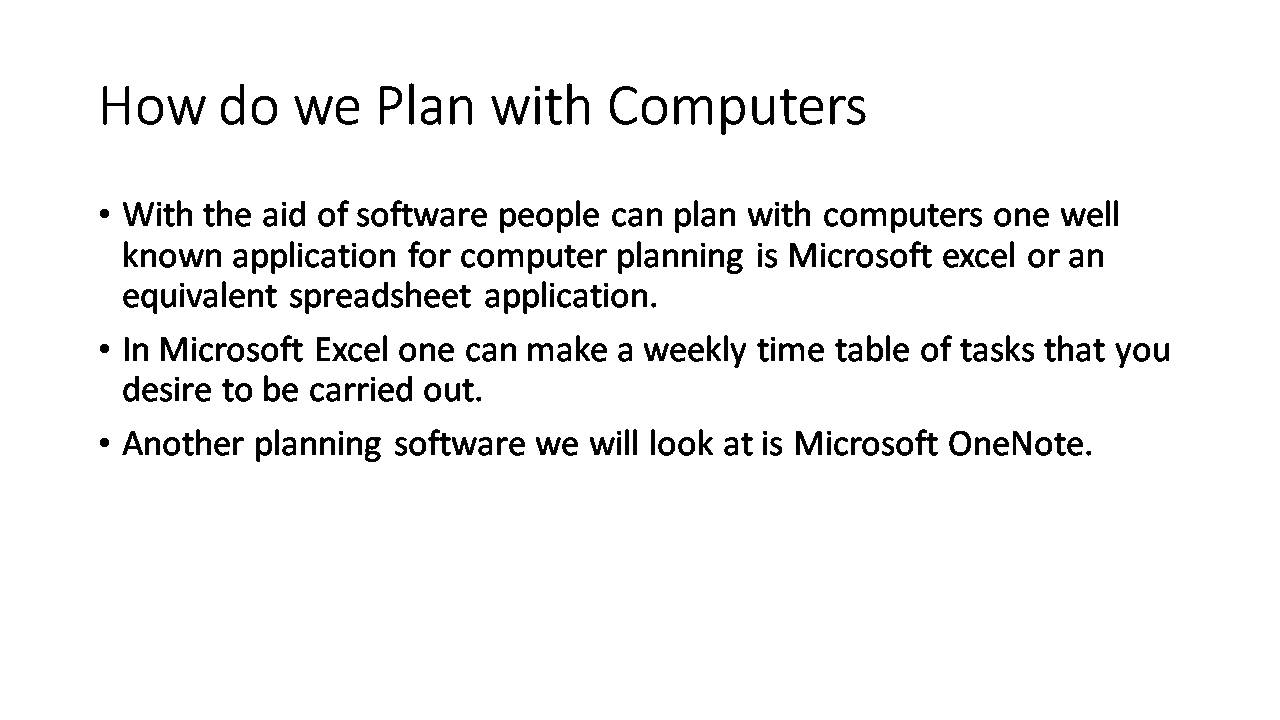 How do we Plan with Computers
• With the aid of software people can plan with computers one well
known application for computer planning is Microsoft excel or an
equivalent spreadsheet application.
• In Microsoft Excel one can make a weekly time table of tasks that you
desire to be carried out.
• Another planning software we will look at is Microsoft OneNote.